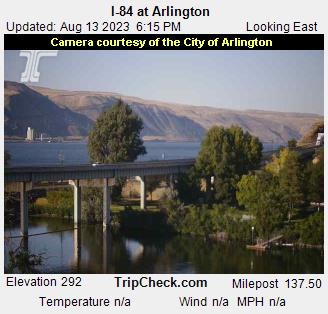 I-84 at Arlington
Updated: Aug 13 2023 6:15 PM Looking East
Camera courtesy of the City of Arlington
Elevation 292 TripCheck.com Milepost 137.50
Temperature n/a Wind n/a MPH n/a